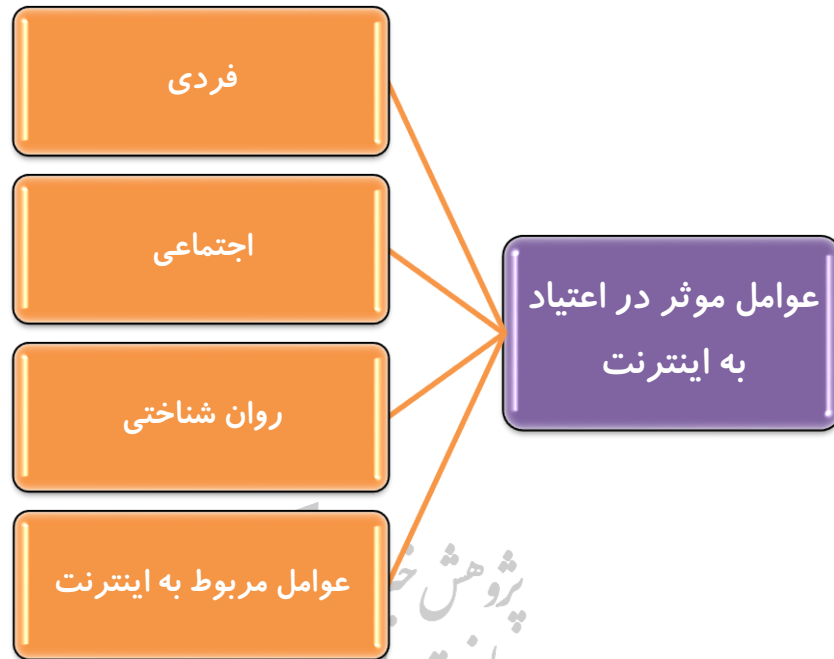 عوامل موثر در اعتیاد
به اینترنت
فردی
اجتماعی
روان شناختی
عوامل مربوط به اینترنت
پژوهش